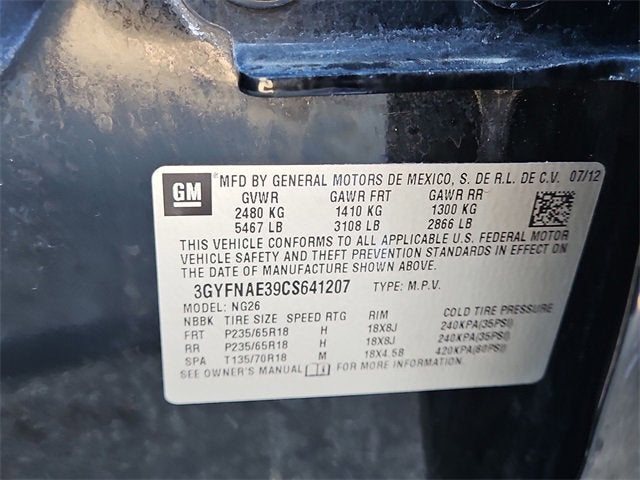 GM MFD BY GENERAL MOTORS DE MEXICO, S. DE R.L. DE C.V. 07/12
GVWR GAWR FRT GAWR RR
2480 KG 1410 KG 1300 KG
5467 LB 3108 LB 2866 LB
THIS VEHICLE CONFORMS TO ALL APPLICABLE U.S. FEDERAL MOTOR
VEHICLE SAFETY AND THEFT PREVENTION STANDARDS IN EFFECT ON
THE DATE OF MANUFACTURE SHOWN ABOVE.
3GYFNAE39CS641207 TYPE: M.P.V.
MODEL: NG26
NBBK TIRE SIZE SPEED RTG RIM COLD TIRE PRESSURE
FRT P235/65R18 H 18X8J 240KPA(35PSI)
RR P235/65R18 H 18X8J 240KPA(35PSI)
SPA T135/70R18 M 18X4.5B 420KPA(60PSI)
SEE OWNER'S MANUAL FOR MORE INFORMATION.